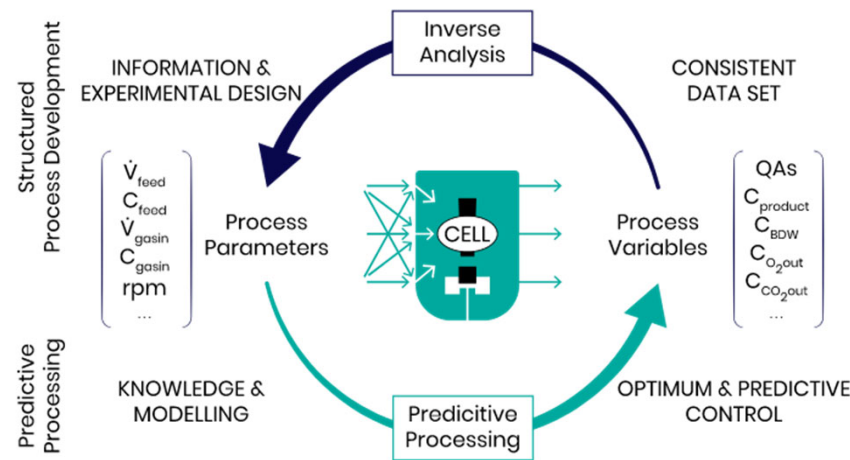 Structured
Process Development
INFORMATION &
EXPERIMENTAL DESIGN
Inverse
Analysis
CONSISTENT
DATA SET
V̇feed
Cfeed
V̇gasin
Cgasin
rpm
...
Process
Parameters
CELL
Process
Variables
QAs
Cproduct
CBDW
CO₂out
CCO₂out
...
Predictive
Processing
KNOWLEDGE &
MODELLING
Predicitive
Processing
OPTIMUM & PREDICTIVE
CONTROL